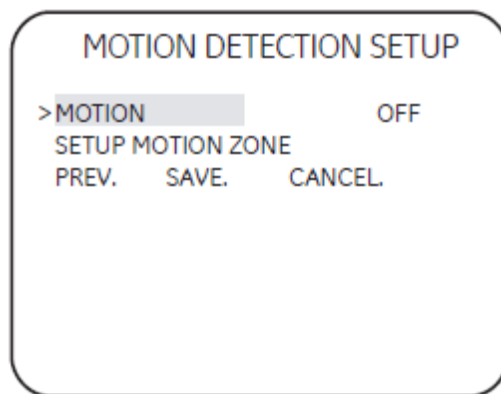 MOTION DETECTION SETUP
>MOTION OFF
SETUP MOTION ZONE
PREV. SAVE. CANCEL.